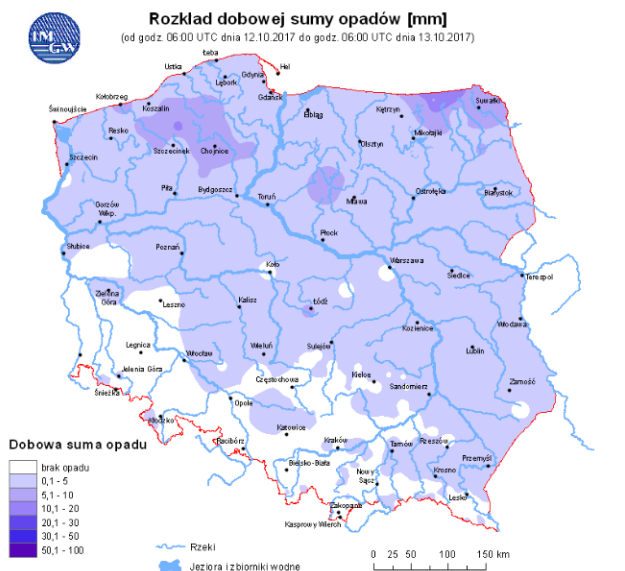 Rozkład dobowej sumy opadów [mm]
(od godz. 06:00 UTC dnia 12.10.2017 do godz. 06:00 UTC dnia 13.10.2017)
IM
GW
Łeba
Ustka
Hel
Gdynia
Lębork
Gdańsk
Kołobrzeg
Koszalin
Suwałki
Świnoujście
Elbląg
Kętrzyn
Resko
Mikołajki
Olsztyn
Szczecinek
Chojnice
Szczecin
Piła
Bydgoszcz
Białystok
Toruń
Mława
Ostrołęka
Gorzów
Wlkp.
Płock
Słubice
Poznań
Warszawa
Koło
Siedlce
Terespol
Zielona
Góra
Leszno
Kalisz
Łódź
Kozienice
Włodawa
Legnica
Wrocław
Wieluń
Sulejów
Lublin
Jelenia Góra
Częstochowa
Kielce
Zamość
Śnieżka
Sandomierz
Opole
Kłodzko
Katowice
Racibórz
Kraków
Tarnów
Rzeszów
Przemyśl
Bielsko-Biała
Nowy
Sącz
Krosno
Lesko
Zakopane
Kasprowy Wierch
Dobowa suma opadu
brak opadu
0,1 - 5
5,1 - 10
10,1 - 20
20,1 - 30
30,1 - 50
50,1 - 100
Rzeki
Jeziora i zbiorniki wodne
0 25 50 100 150 km